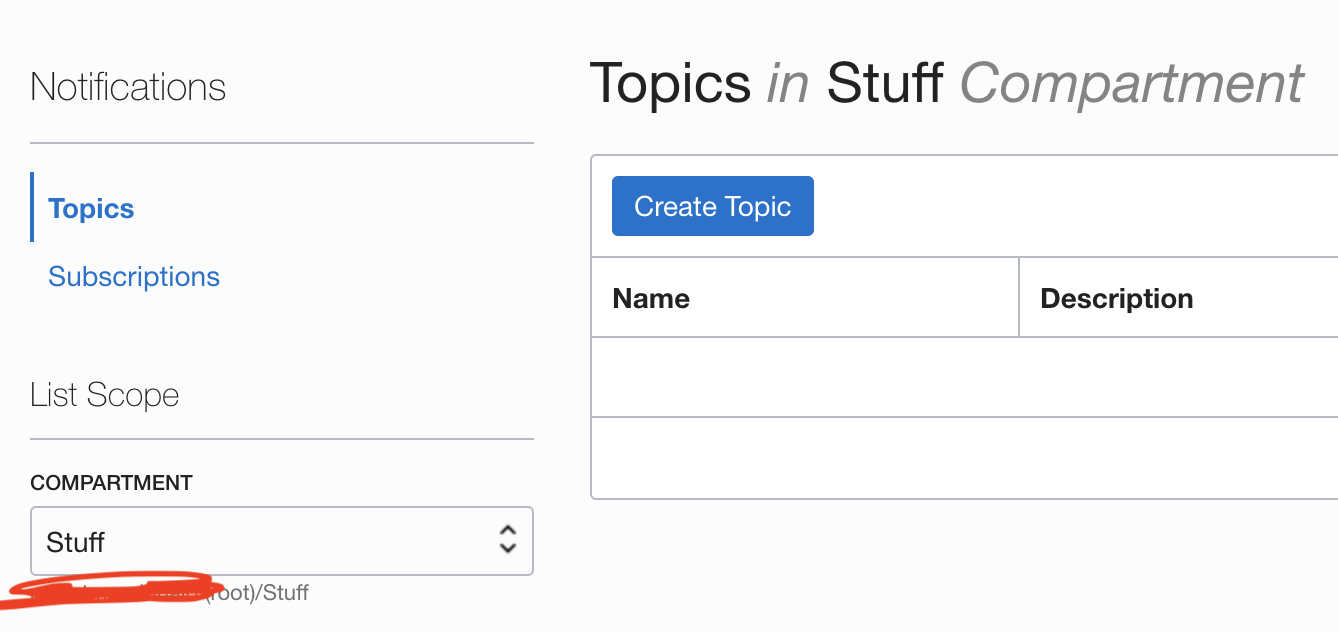 Notifications
Topics
Subscriptions
List Scope
COMPARTMENT
Stuff
(root)/Stuff
Topics in Stuff Compartment
Create Topic
Name Description